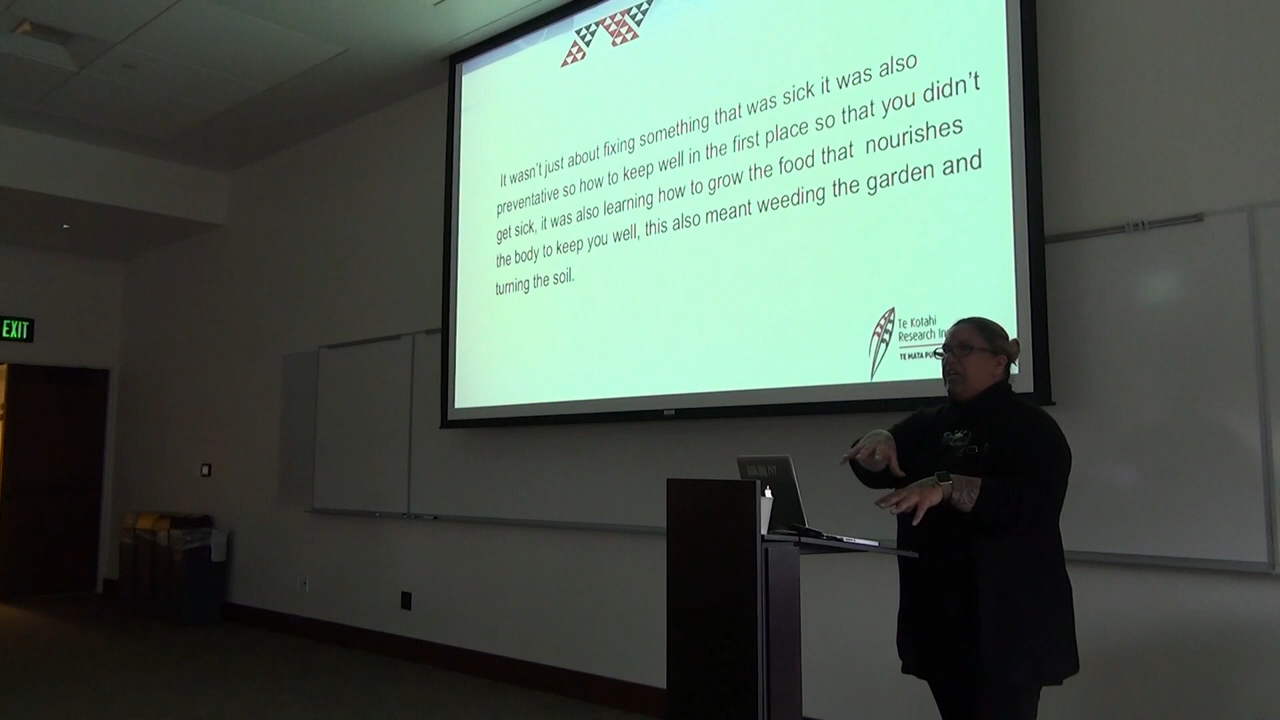 It wasn't just about fixing something that was sick it was also
preventative so how to keep well in the first place so that you didn't
get sick, it was also learning how to grow the food that nourishes
the body to keep you well, this also meant weeding the garden and
turning the soil.
Te Kotahi
Research
TE MATA
EXIT